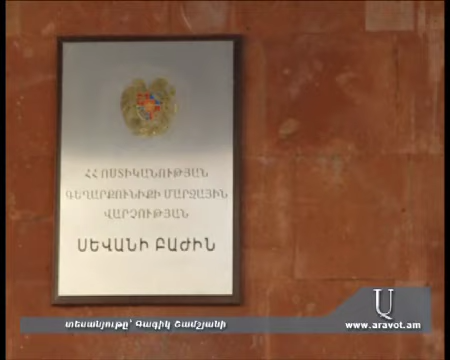 ՀՀ ՈՍՏԻԿԱՆՈՒԹՅԱՆ
ԳԵՂԱՐՔՈՒՆԻՔԻ ՄԱՐԶԱՅԻՆ
ՎԱՐՉՈՒԹՅԱՆ
ՍԵՎԱՆԻ ԲԱԺԻՆ
Ա
տեսանյութը՝ Գագիկ Շամշյանի
www.aravot.am